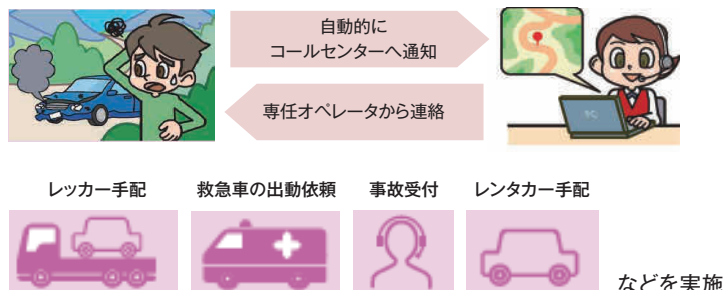 自動的に
コールセンターへ通知
専任オペレータから連絡
レッカー手配
救急車の出動依頼
事故受付
レンタカー手配
などを実施